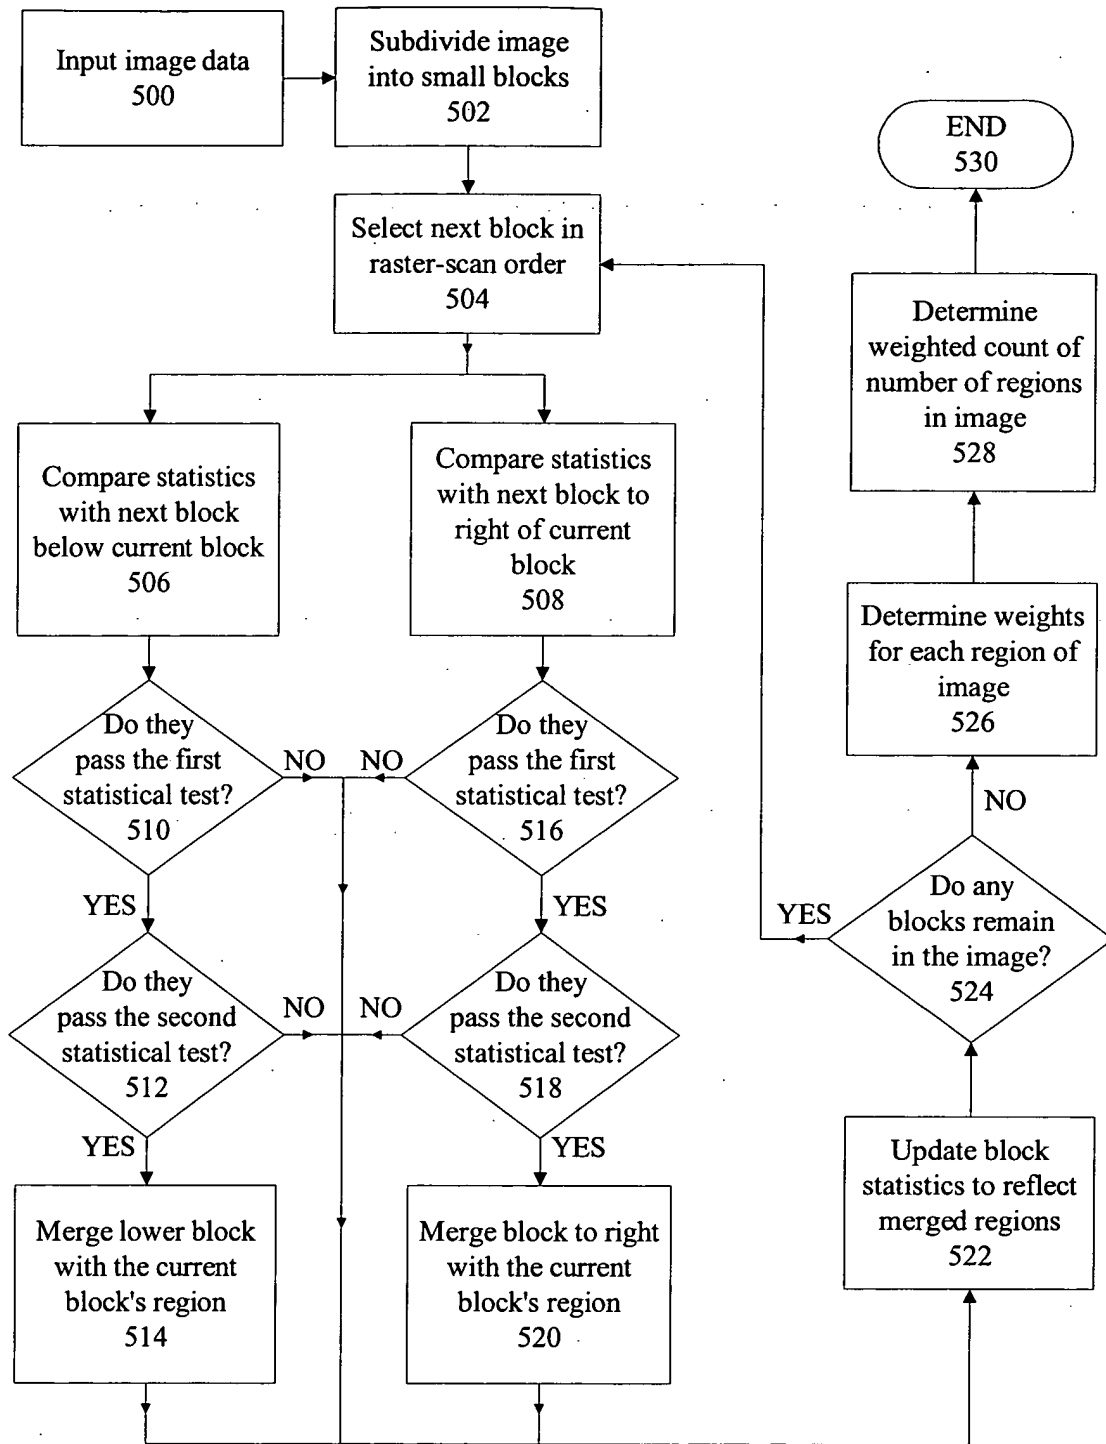 Input image data
500
Subdivide image
into small blocks
502
END
530
Select next block in
raster-scan order
504
Determine
weighted count of
number of regions
in image
528
Compare statistics
with next block
below current block
506
Compare statistics
with next block to
right of current
block
508
Determine weights
for each region of
image
526
Do they
pass the first
statistical test?
510
NO
NO
Do they
pass the first
statistical test?
516
NO
YES
YES
YES
Do any
blocks remain
in the image?
524
Do they
pass the second
statistical test?
512
NO
NO
Do they
pass the second
statistical test?
518
YES
YES
Update block
statistics to reflect
merged regions
522
Merge lower block
with the current
block's region
514
Merge block to right
with the current
block's region
520